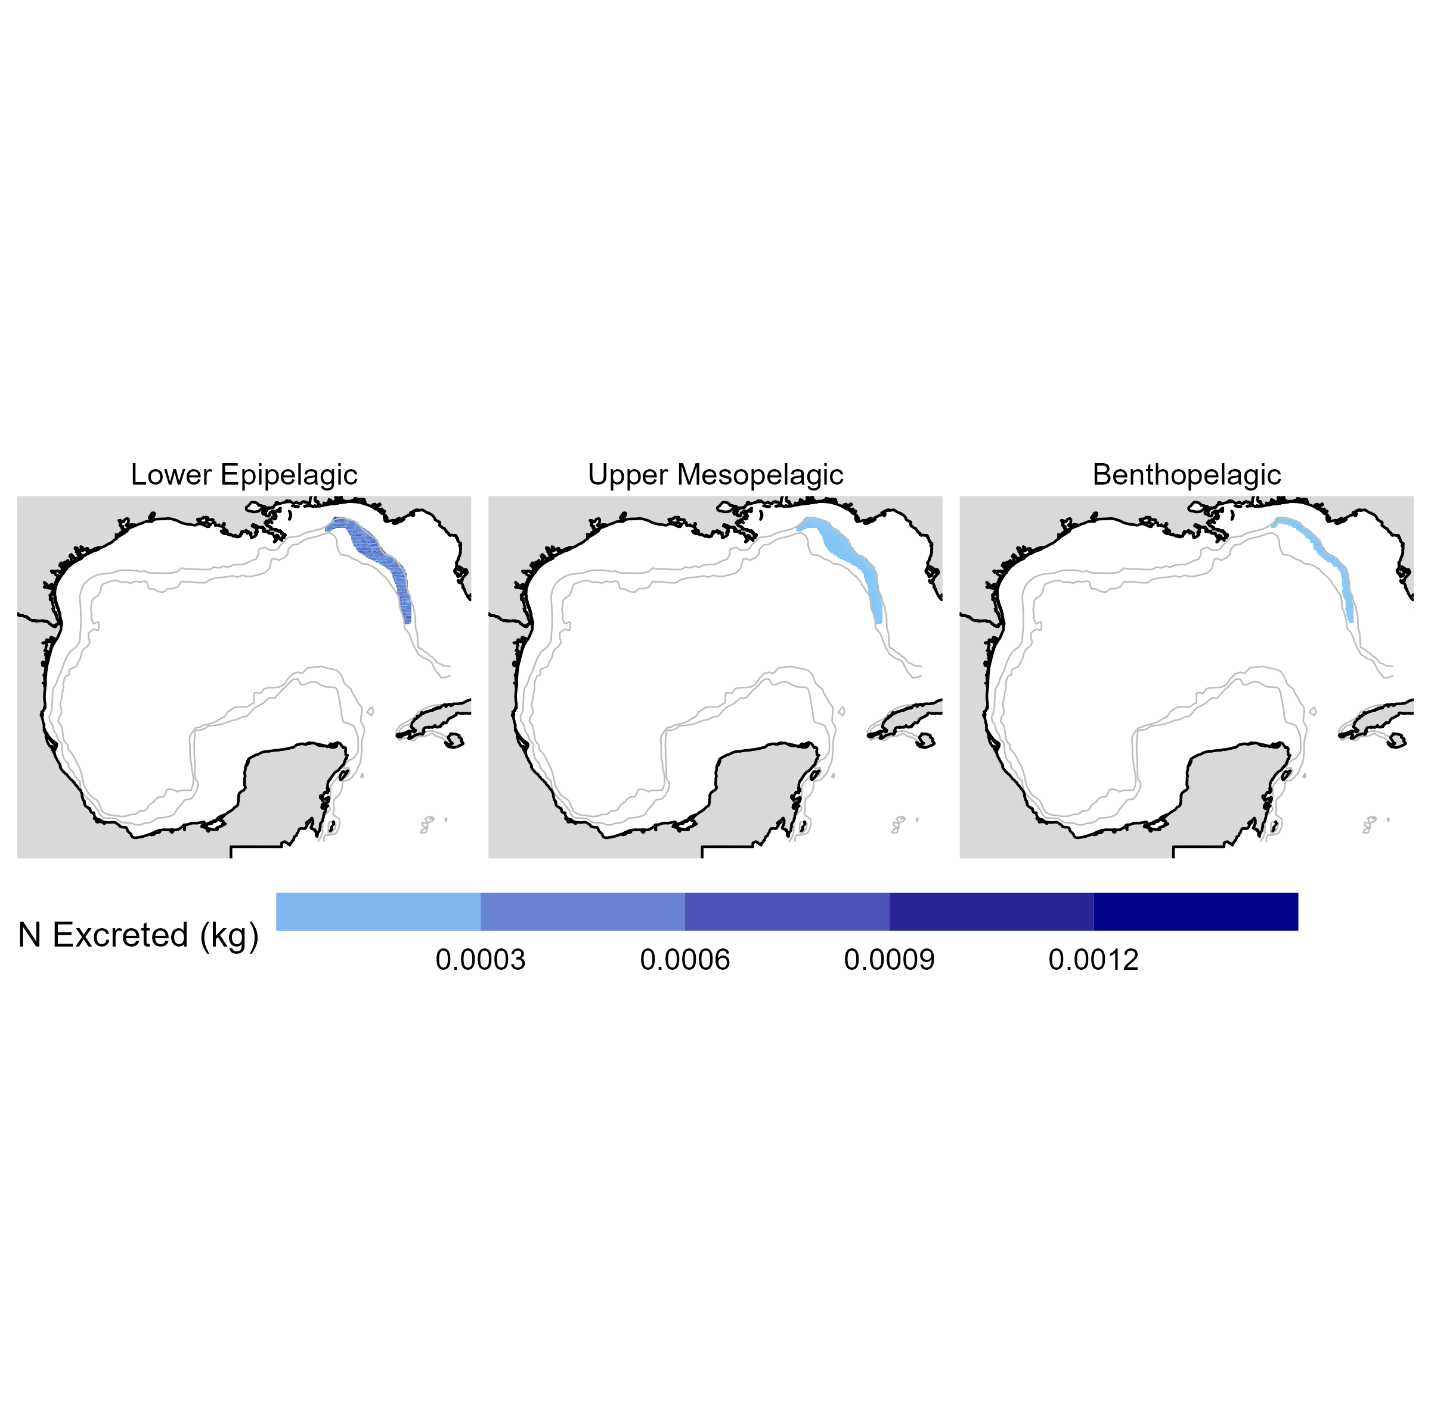 Lower Epipelagic
Upper Mesopelagic
Benthopelagic
N Excreted (kg)
0.0003
0.0006
0.0009
0.0012